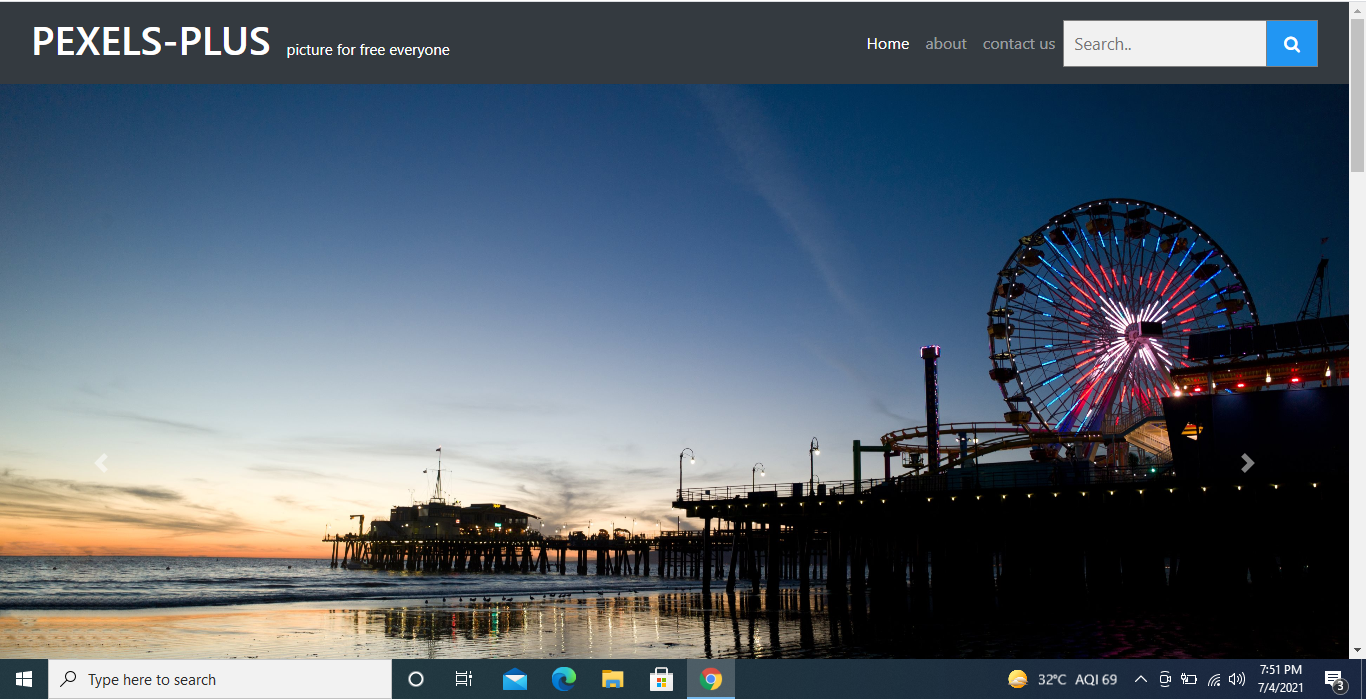 PEXELS-PLUS picture for free everyone
Home about contact us Search..
Type here to search
32°C AQI 69
7:51 PM
7/4/2021
3